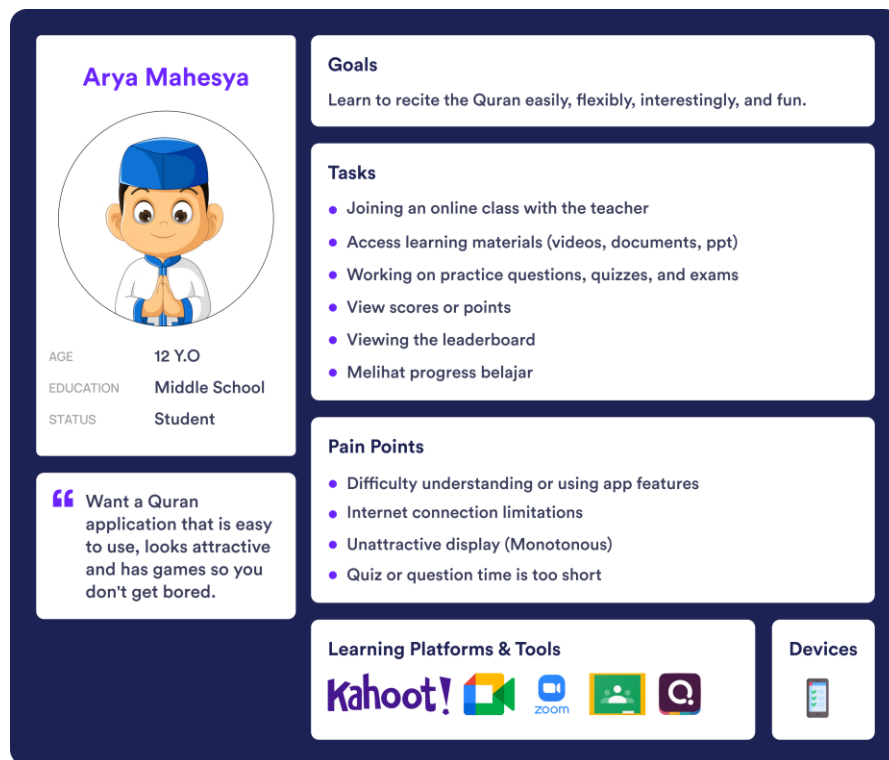 Arya Mahesya
AGE 12 Y.O
EDUCATION Middle School
STATUS Student
Want a Quran
application that is easy
to use, looks attractive
and has games so you
don't get bored.
Goals
Learn to recite the Quran easily, flexibly, interestingly, and fun.
Tasks
Joining an online class with the teacher
Access learning materials (videos, documents, ppt)
Working on practice questions, quizzes, and exams
View scores or points
Viewing the leaderboard
Melihat progress belajar
Pain Points
Difficulty understanding or using app features
Internet connection limitations
Unattractive display (Monotonous)
Quiz or question time is too short
Learning Platforms & Tools
Kahoot!
zoom
Devices